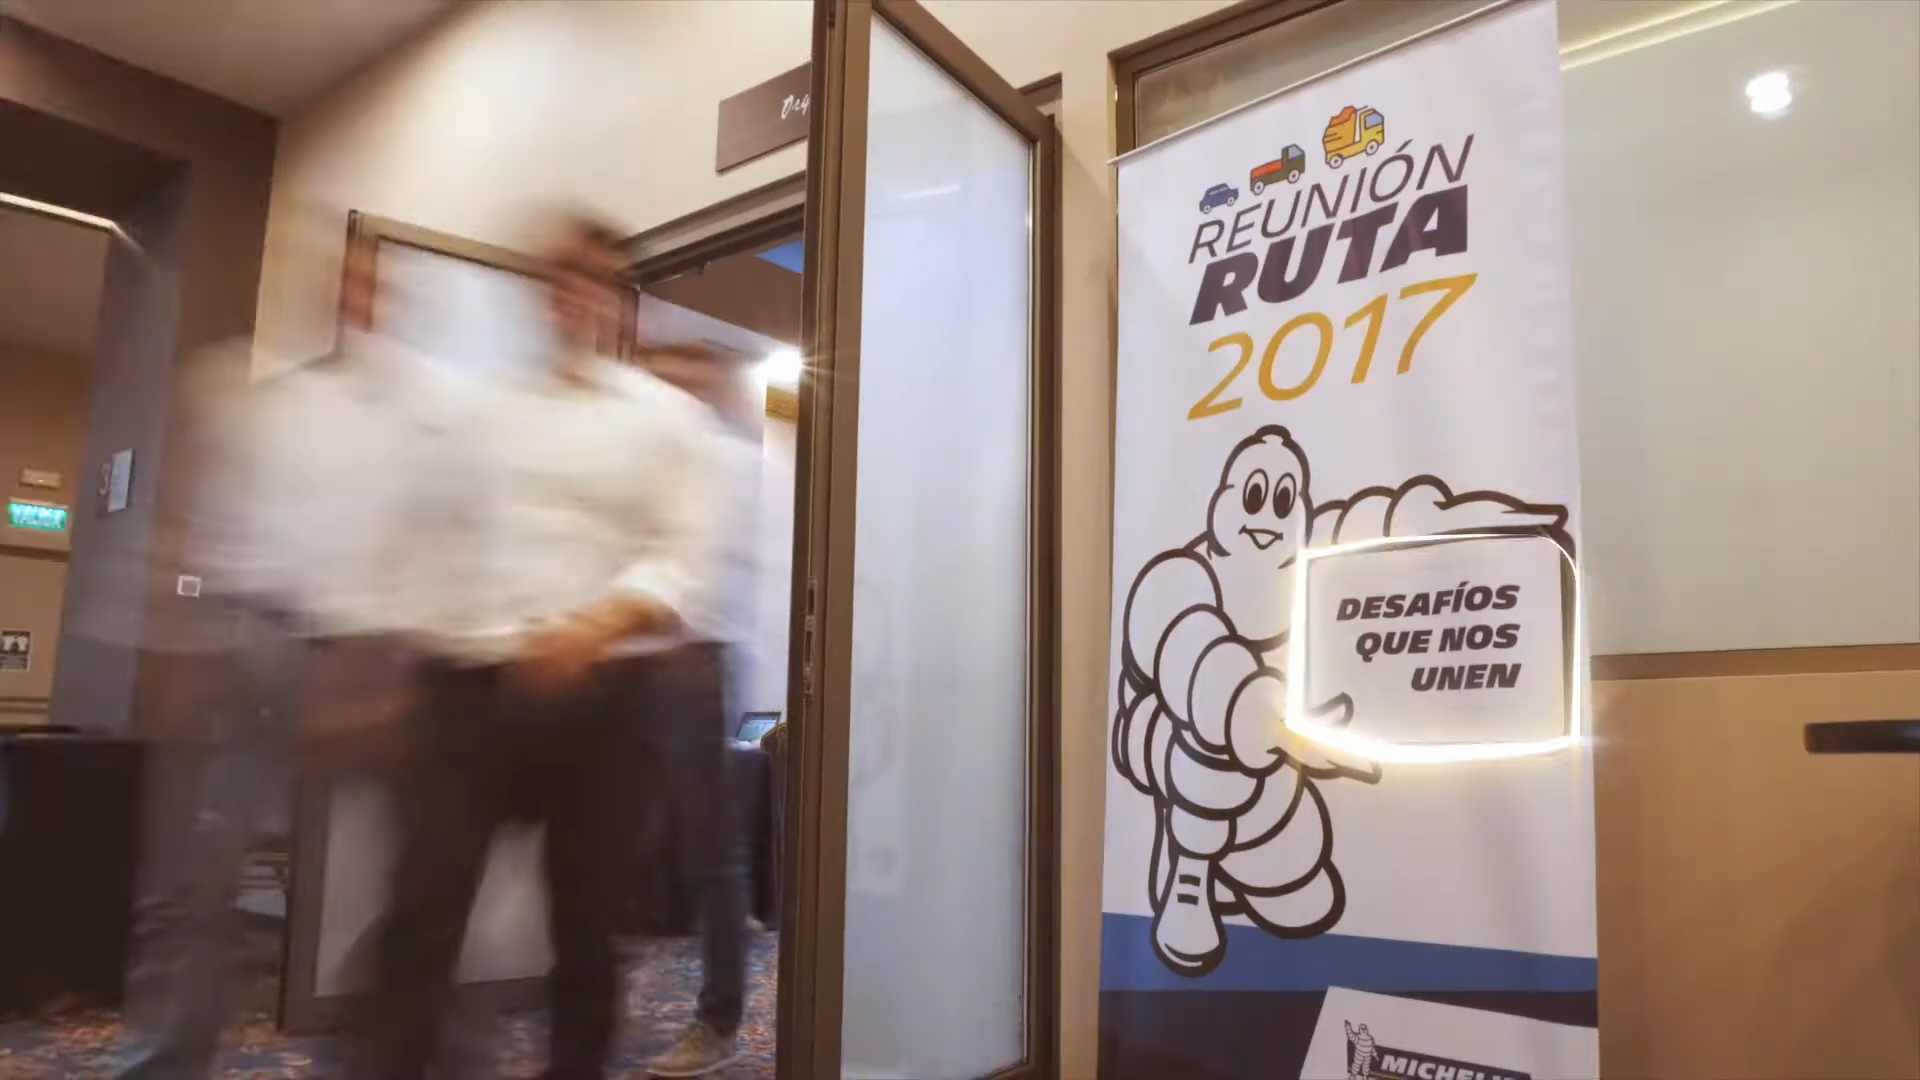 REUNIÓN
RUTA
2017
DESAFÍOS
QUE NOS
UNEN